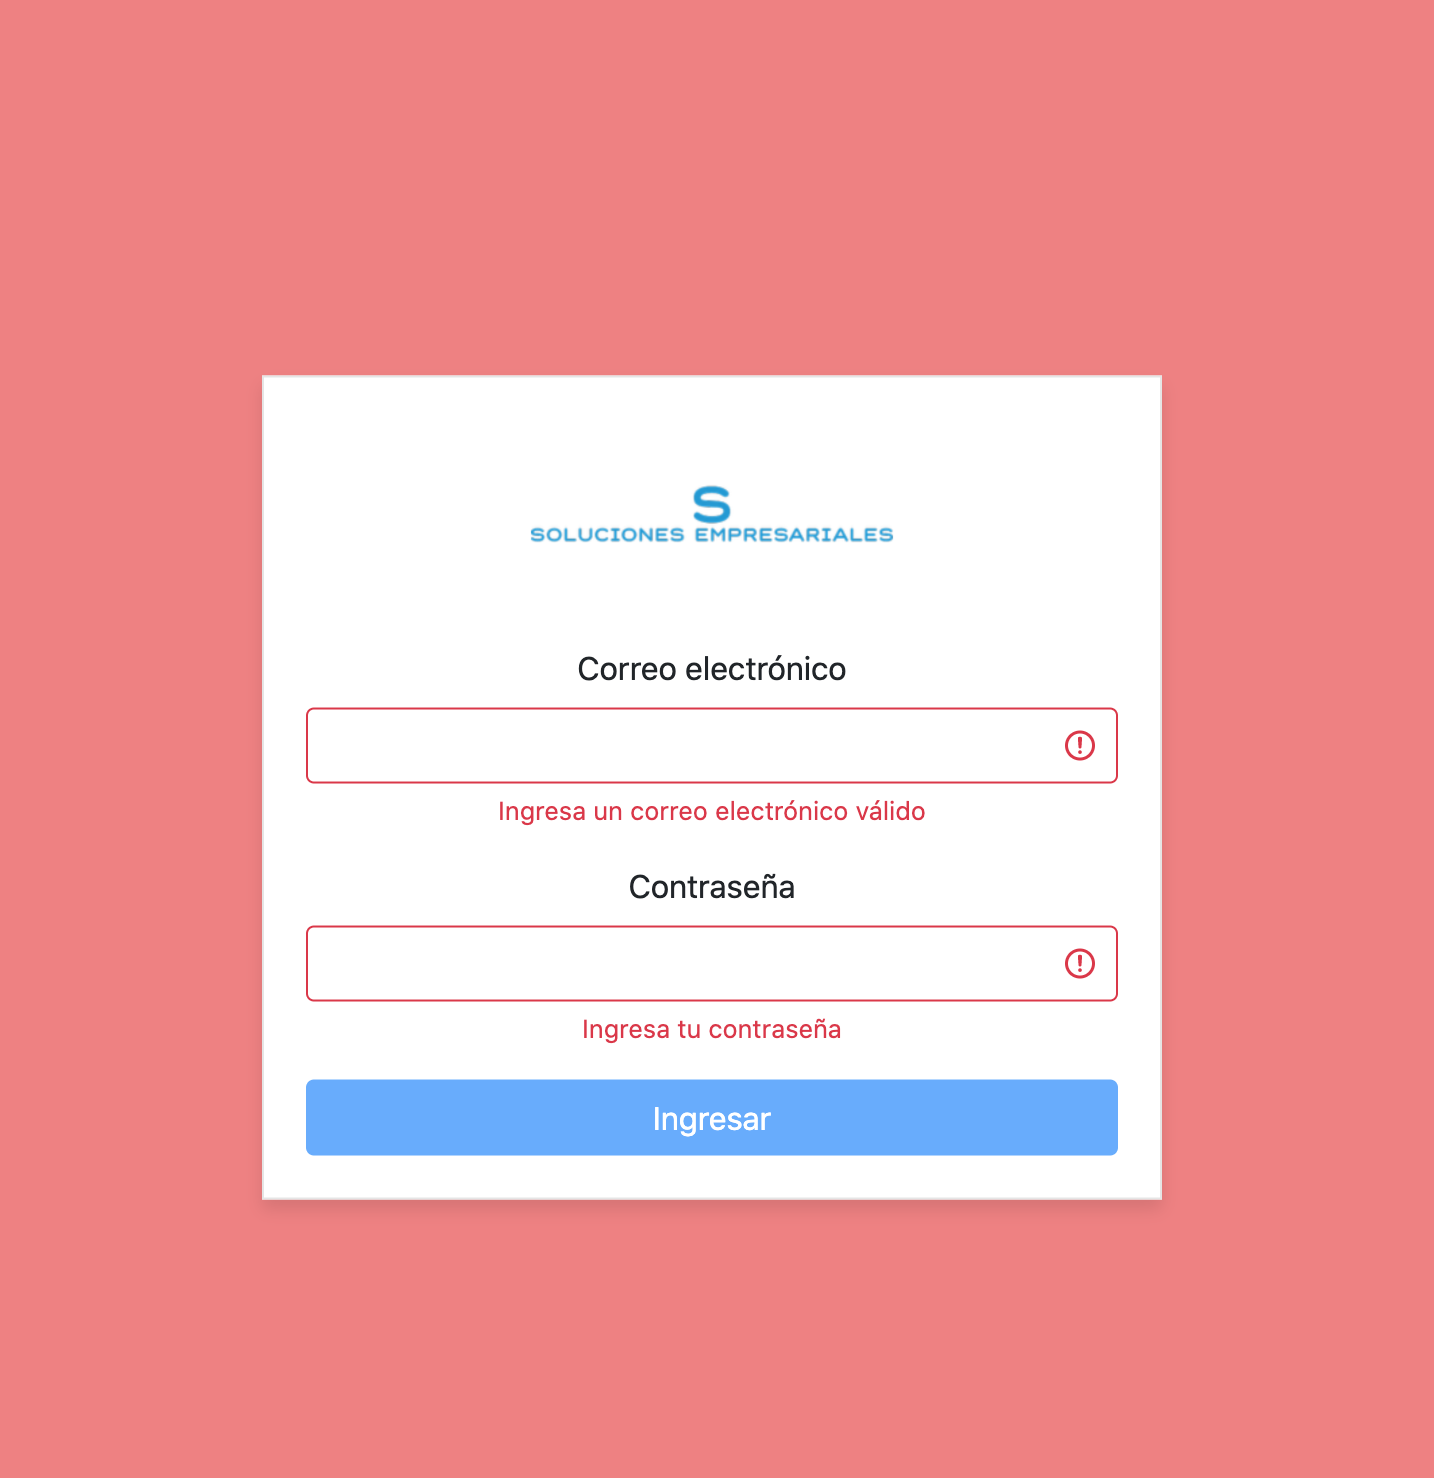 S
SOLUCIONES EMPRESARIALES
Correo electrónico
Ingresa un correo electrónico válido
Contraseña
Ingresa tu contraseña
Ingresar